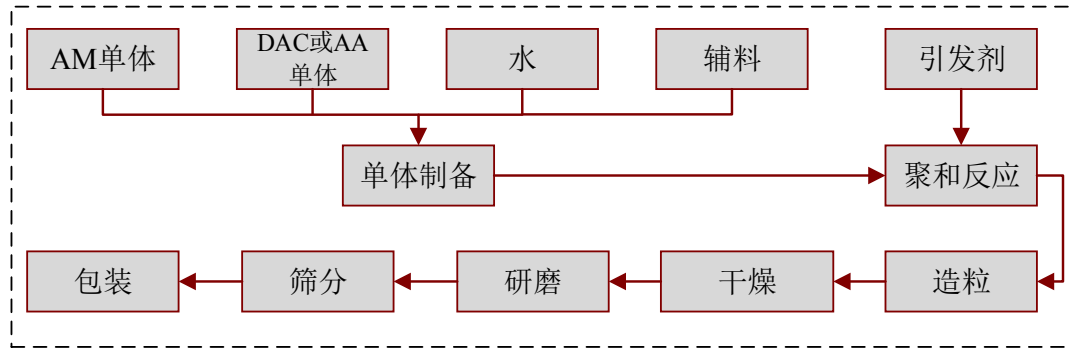 AM单体
DAC或AA
单体
水
辅料
引发剂
单体制备
聚和反应
包装
筛分
研磨
干燥
造粒